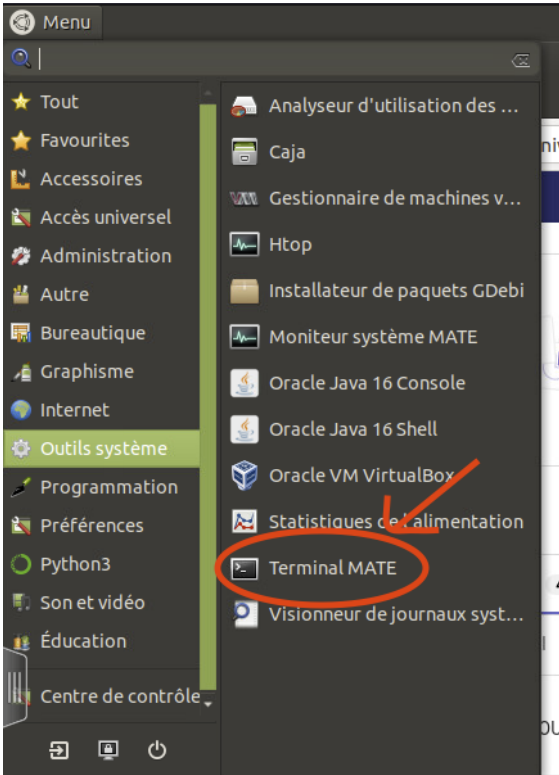 Menu
Tout
Favourites
Accessoires
Accès universel
Administration
Autre
Bureautique
Graphisme
Internet
Outils système
Programmation
Préférences
Python3
Son et vidéo
Éducation
Centre de contrôle
Analyseur d'utilisation des ...
Caja
Gestionnaire de machines v...
Htop
Installateur de paquets GDebi
Moniteur système MATE
Oracle Java 16 Console
Oracle Java 16 Shell
Oracle VM VirtualBox
Statistiques de l'alimentation
Terminal MATE
Visionneur de journaux syst...